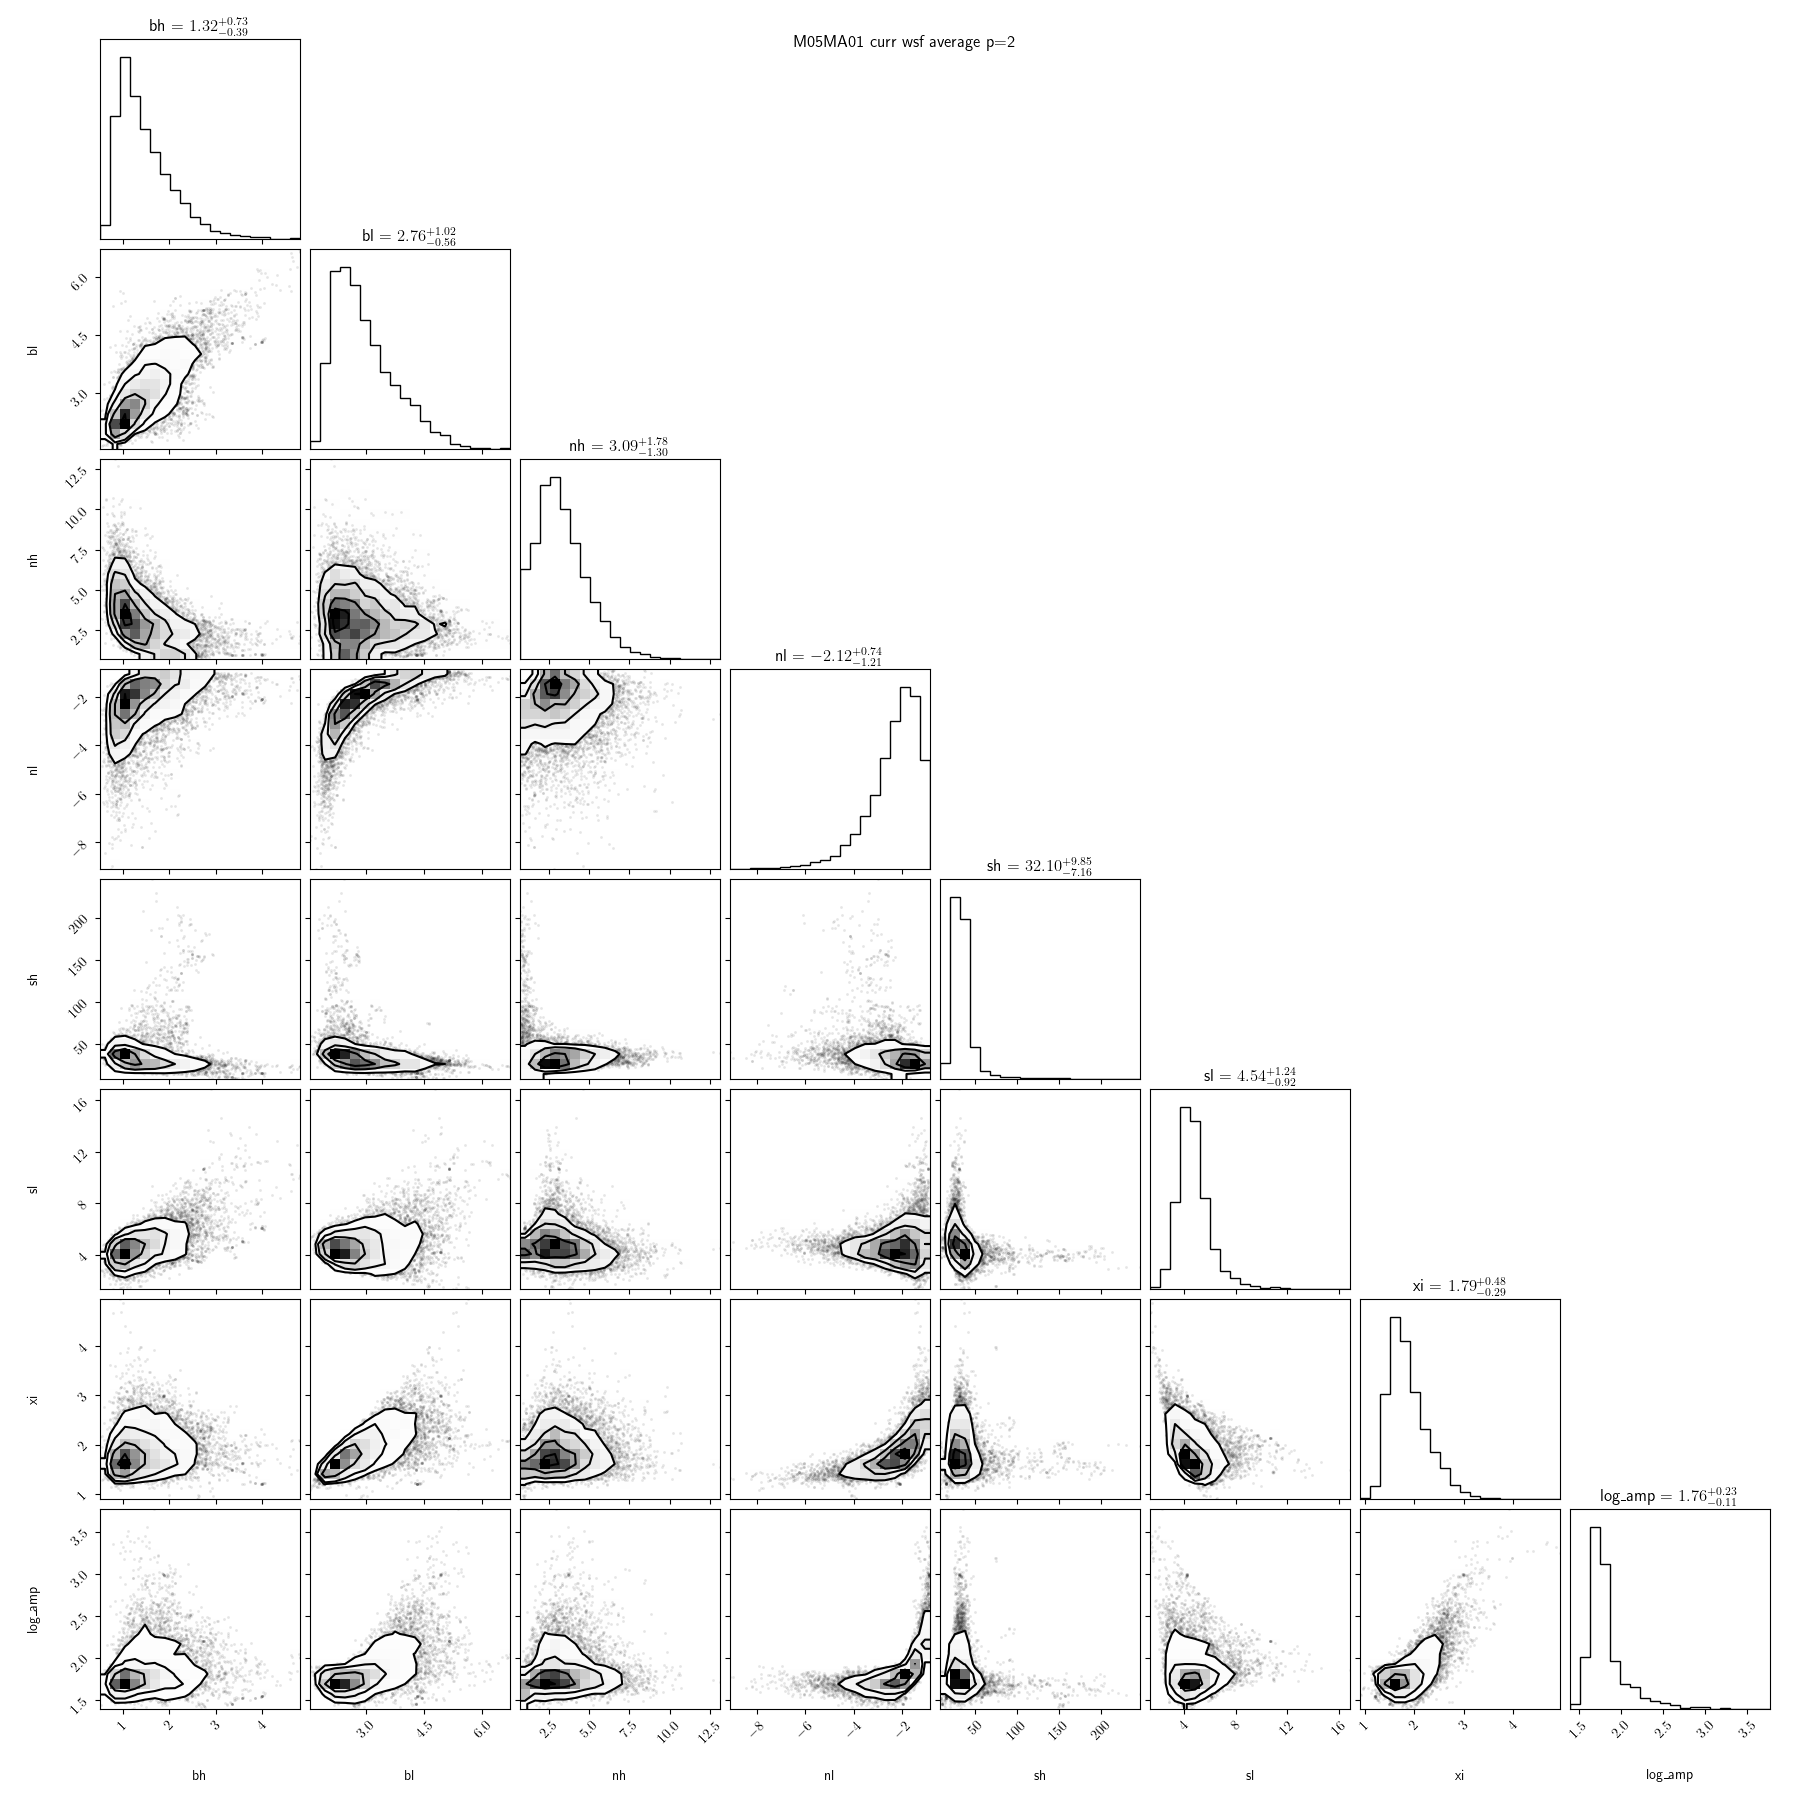 bh = 1.32+0.73 −0.39
M05MA01 curr wsf average p=2
bl = 2.76+1.02 −0.56
6.0
4.5
3.0
bl
nh = 3.09+1.78 −1.30
12.5
10.0
7.5
5.0
2.5
nh
nl = −2.12+0.74 −1.21
−2
−4
−6
−8
nl
sh = 32.10+9.85 −7.16
200
150
100
50
sh
sl = 4.54+1.24 −0.92
16
12
8
4
sl
xi = 1.79+0.48 −0.29
4
3
2
1
xi
log_amp = 1.76+0.23 −0.11
3.5
3.0
2.5
2.0
1.5
log_amp
1 2 3 4 3.0 4.5 6.0 2.5 5.0 7.5 10.0 12.5 −8 −6 −4 −2 50 100 150 200 4 8 12 16 1 2 3 4 1.5 2.0 2.5 3.0 3.5
bh bl nh nl sh sl xi log_amp